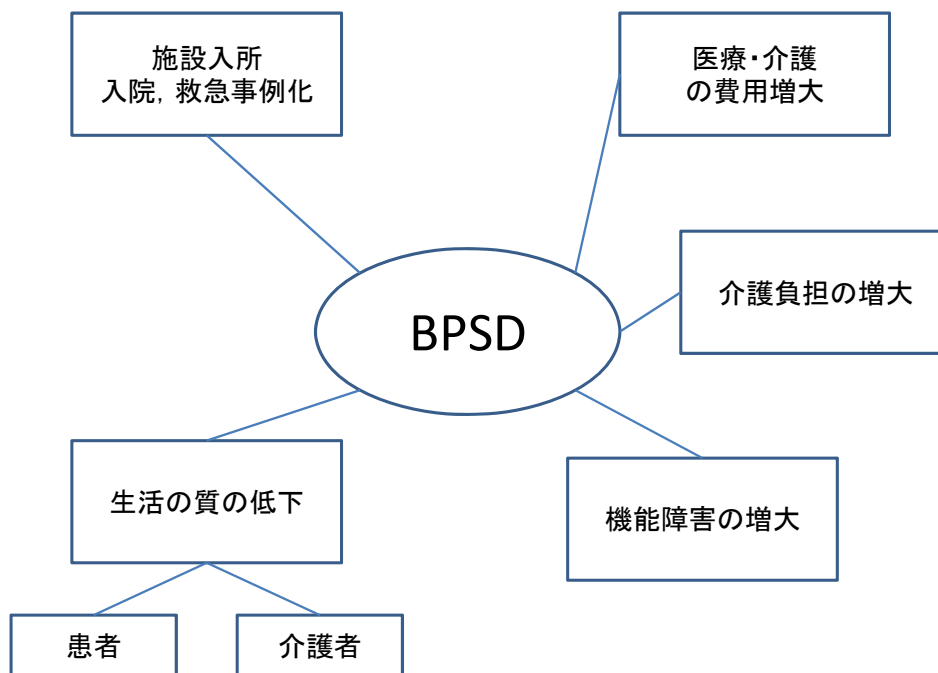 施設入所
入院, 救急事例化
医療・介護
の費用増大
介護負担の増大
BPSD
生活の質の低下
機能障害の増大
患者
介護者